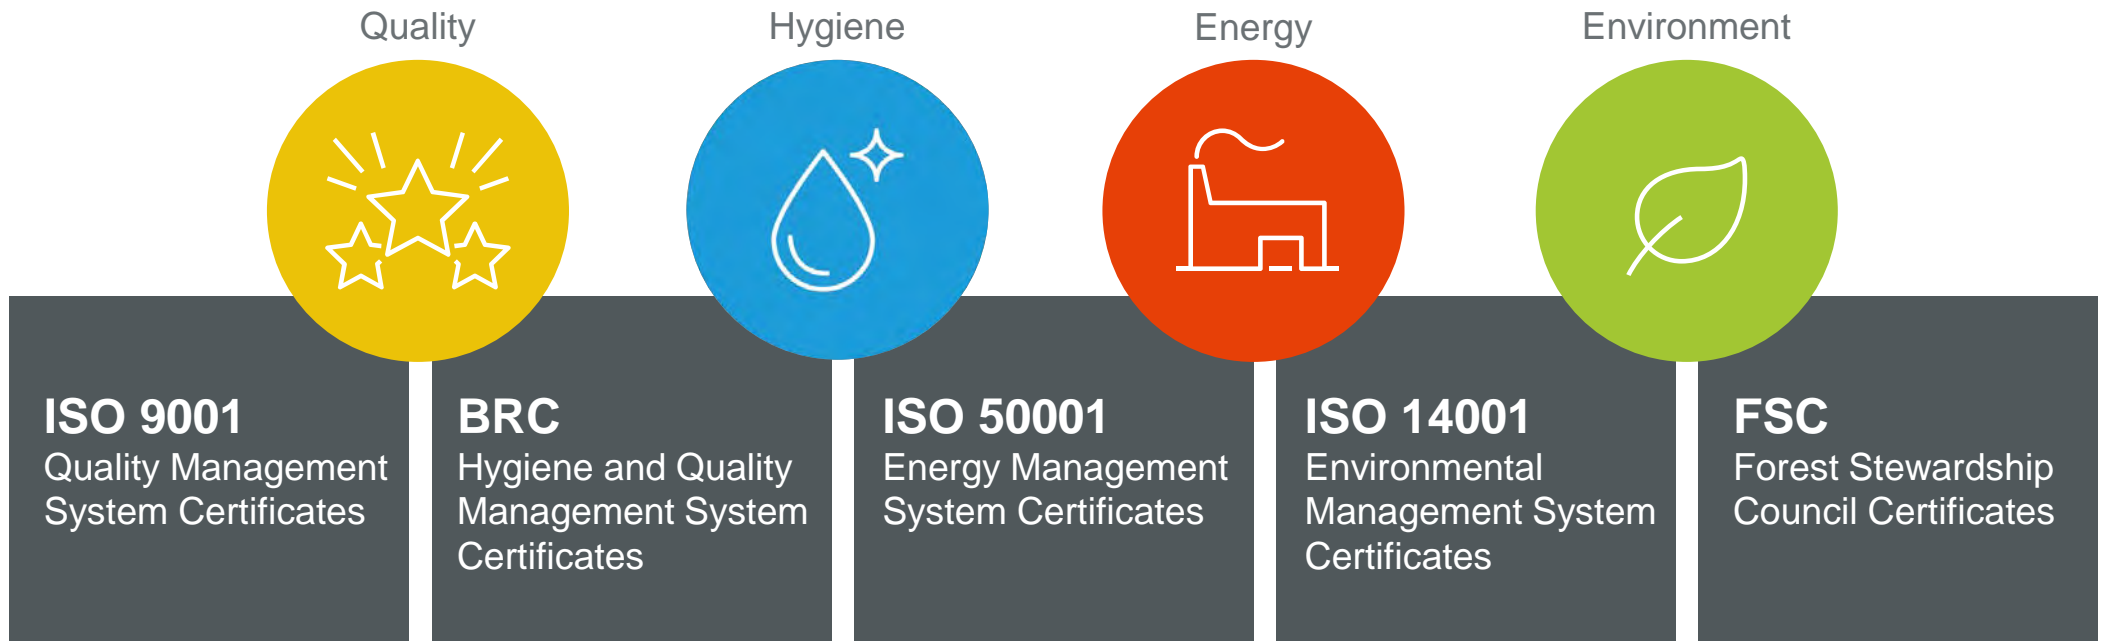 Quality
Hygiene
Energy
Environment
ISO 9001
Quality Management
System Certificates
BRC
Hygiene and Quality
Management System
Certificates
ISO 50001
Energy Management
System Certificates
ISO 14001
Environmental
Management System
Certificates
FSC
Forest Stewardship
Council Certificates